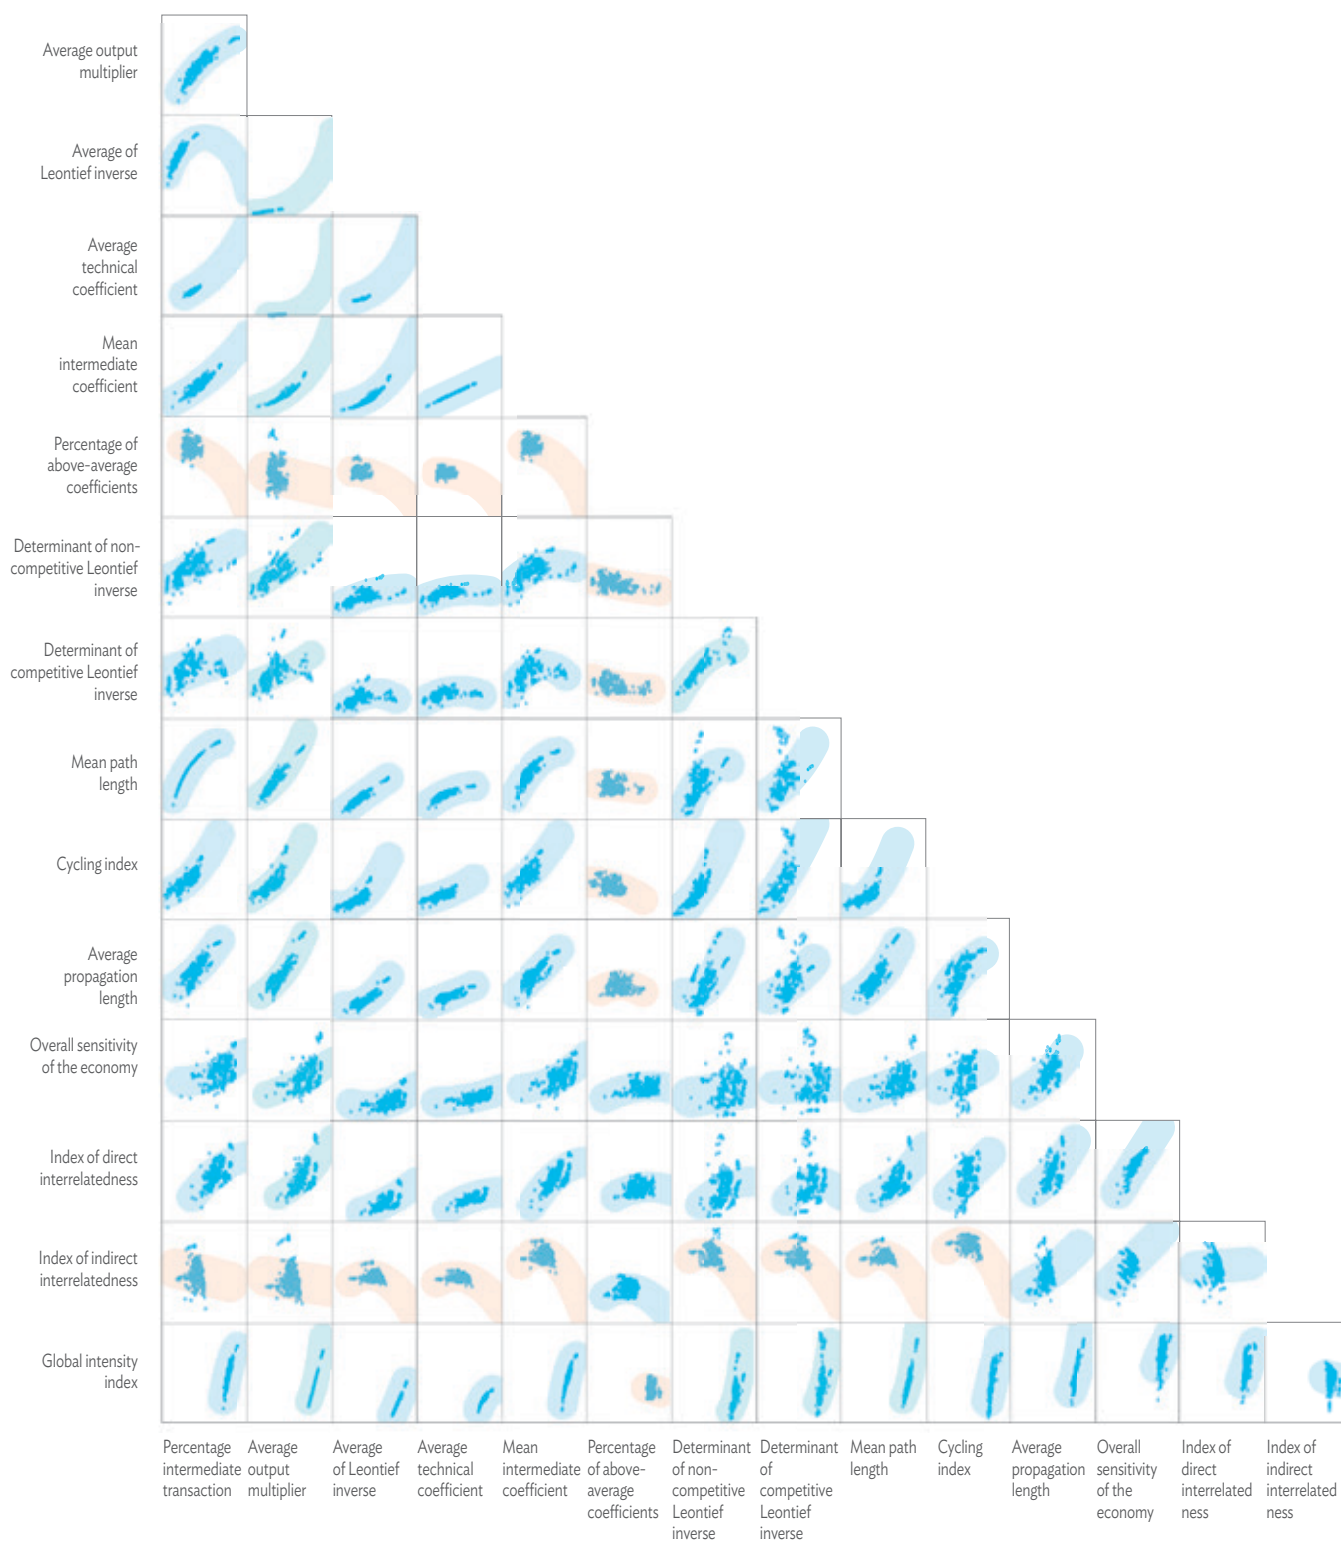 Average output
multiplier
Average of
Leontief inverse
Average
technical
coefficient
Mean
intermediate
coefficient
Percentage of
above-average
coefficients
Determinant of non-
competitive Leontief
inverse
Determinant of
competitive Leontief
inverse
Mean path
length
Cycling index
Average
propagation
length
Overall sensitivity
of the economy
Index of direct
interrelatedness
Index of indirect
interrelatedness
Global intensity
index
Percentage
intermediate
transaction
Average
output
multiplier
Average
of Leontief
inverse
Average
technical
coefficient
Mean
intermediate
coefficient
Percentage
of above-
average
coefficients
Determinant
of non-
competitive
Leontief
inverse
Determinant
of
competitive
Leontief
inverse
Mean path
length
Cycling
index
Average
propagation
length
Overall
sensitivity
of the
economy
Index of
direct
interrelated
ness
Index of
indirect
interrelated
ness